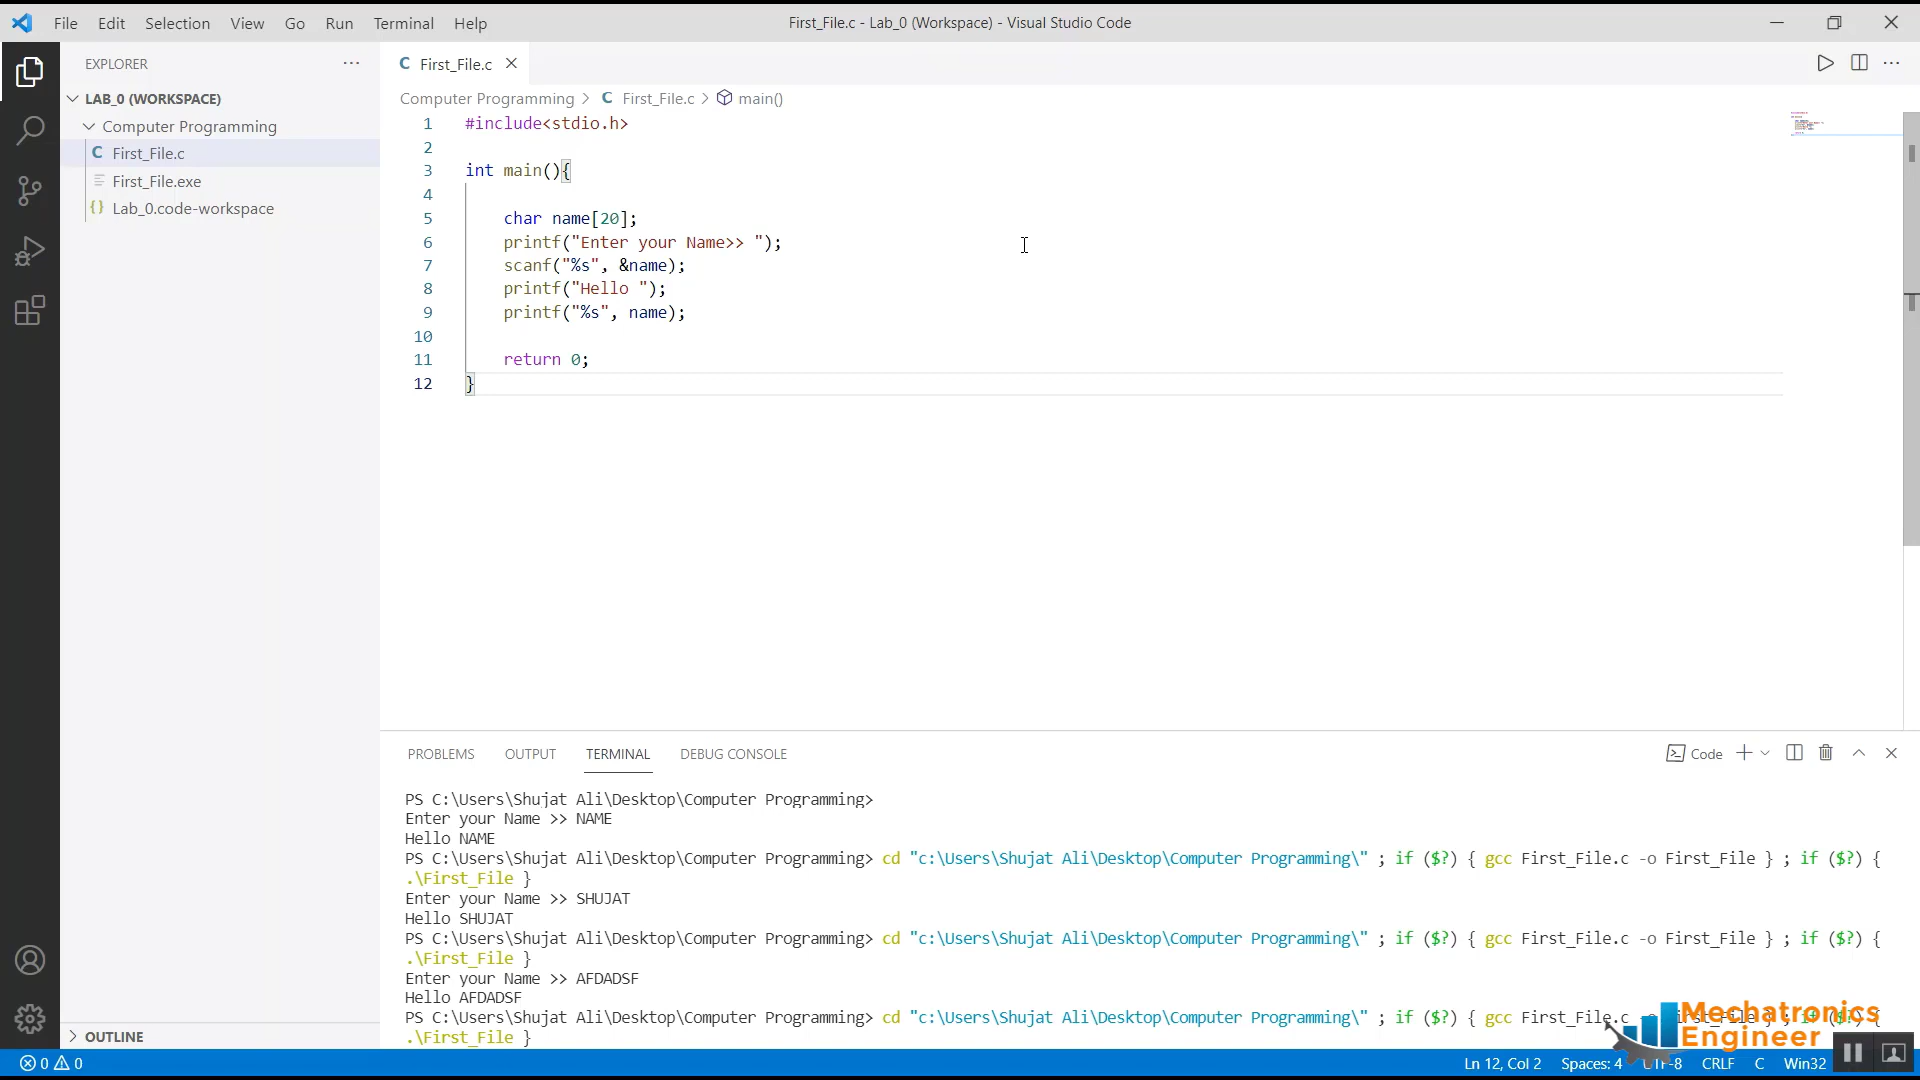 File Edit Selection View Go Run Terminal Help
First_File.c - Lab_0 (Workspace) - Visual Studio Code
EXPLORER
LAB_0 (WORKSPACE)
Computer Programming
C First_File.c
First_File.exe
{} Lab_0.code-workspace
OUTLINE
C First_File.c
Computer Programming > C First_File.c > main()
1 #include<stdio.h>
2
3 int main(){
4
5 char name[20];
6 printf("Enter your Name>> ");
7 scanf("%s", &name);
8 printf("Hello ");
9 printf("%s", name);
10
11 return 0;
12 }
PROBLEMS OUTPUT TERMINAL DEBUG CONSOLE
Code
PS C:\Users\Shujat Ali\Desktop\Computer Programming>
Enter your Name >> NAME
Hello NAME
PS C:\Users\Shujat Ali\Desktop\Computer Programming> cd "c:\Users\Shujat Ali\Desktop\Computer Programming\" ; if ($?) { gcc First_File.c -o First_File } ; if ($?) {
.\First_File }
Enter your Name >> SHUJAT
Hello SHUJAT
PS C:\Users\Shujat Ali\Desktop\Computer Programming> cd "c:\Users\Shujat Ali\Desktop\Computer Programming\" ; if ($?) { gcc First_File.c -o First_File } ; if ($?) {
.\First_File }
Enter your Name >> AFDADSF
Hello AFDADSF
PS C:\Users\Shujat Ali\Desktop\Computer Programming> cd "c:\Users\Shujat Ali\Desktop\Computer Programming\" ; if ($?) { gcc First_File.c
.\First_File }
Mechatronics
Engineer
0 0
Ln 12, Col 2 Spaces: 4 UTF-8 CRLF C Win32